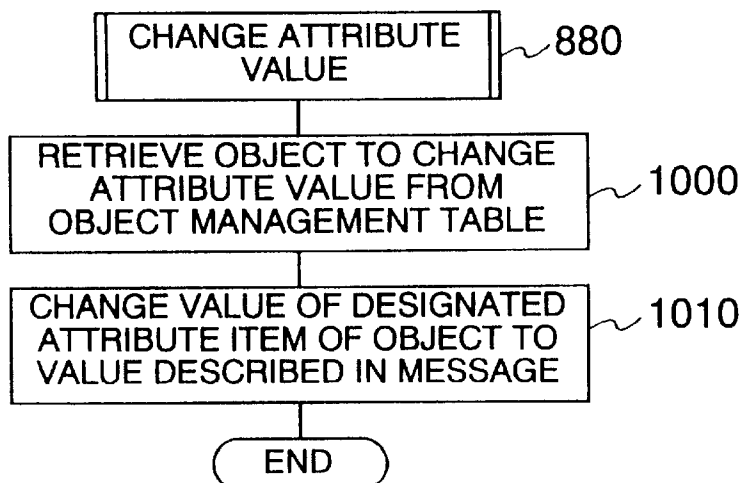 CHANGE ATTRIBUTE
VALUE
880
RETRIEVE OBJECT TO CHANGE
ATTRIBUTE VALUE FROM
OBJECT MANAGEMENT TABLE
1000
CHANGE VALUE OF DESIGNATED
ATTRIBUTE ITEM OF OBJECT TO
VALUE DESCRIBED IN MESSAGE
1010
END